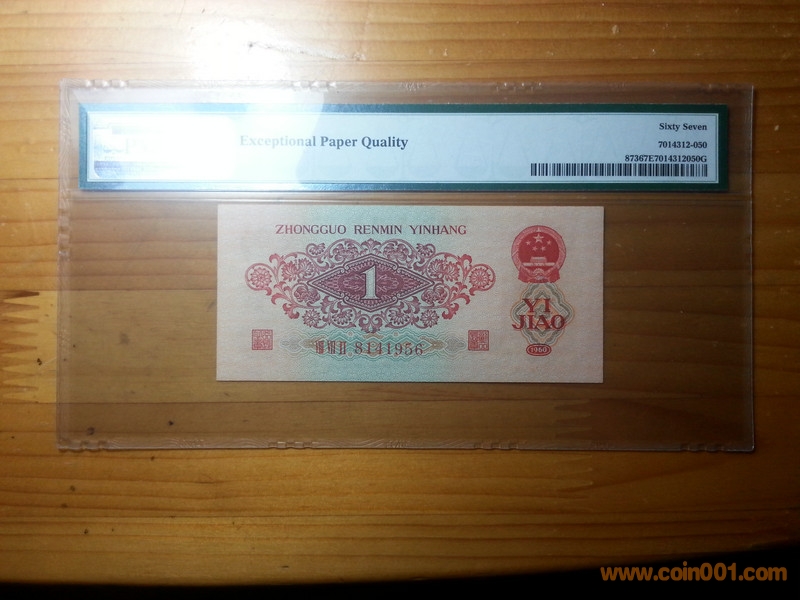 Exceptional Paper Quality
Sixty Seven
7014312-050
87367E7014312050G
ZHONGGUO RENMIN YINHANG
1
YI
JIAO
8141956
1960
www.coin001.com